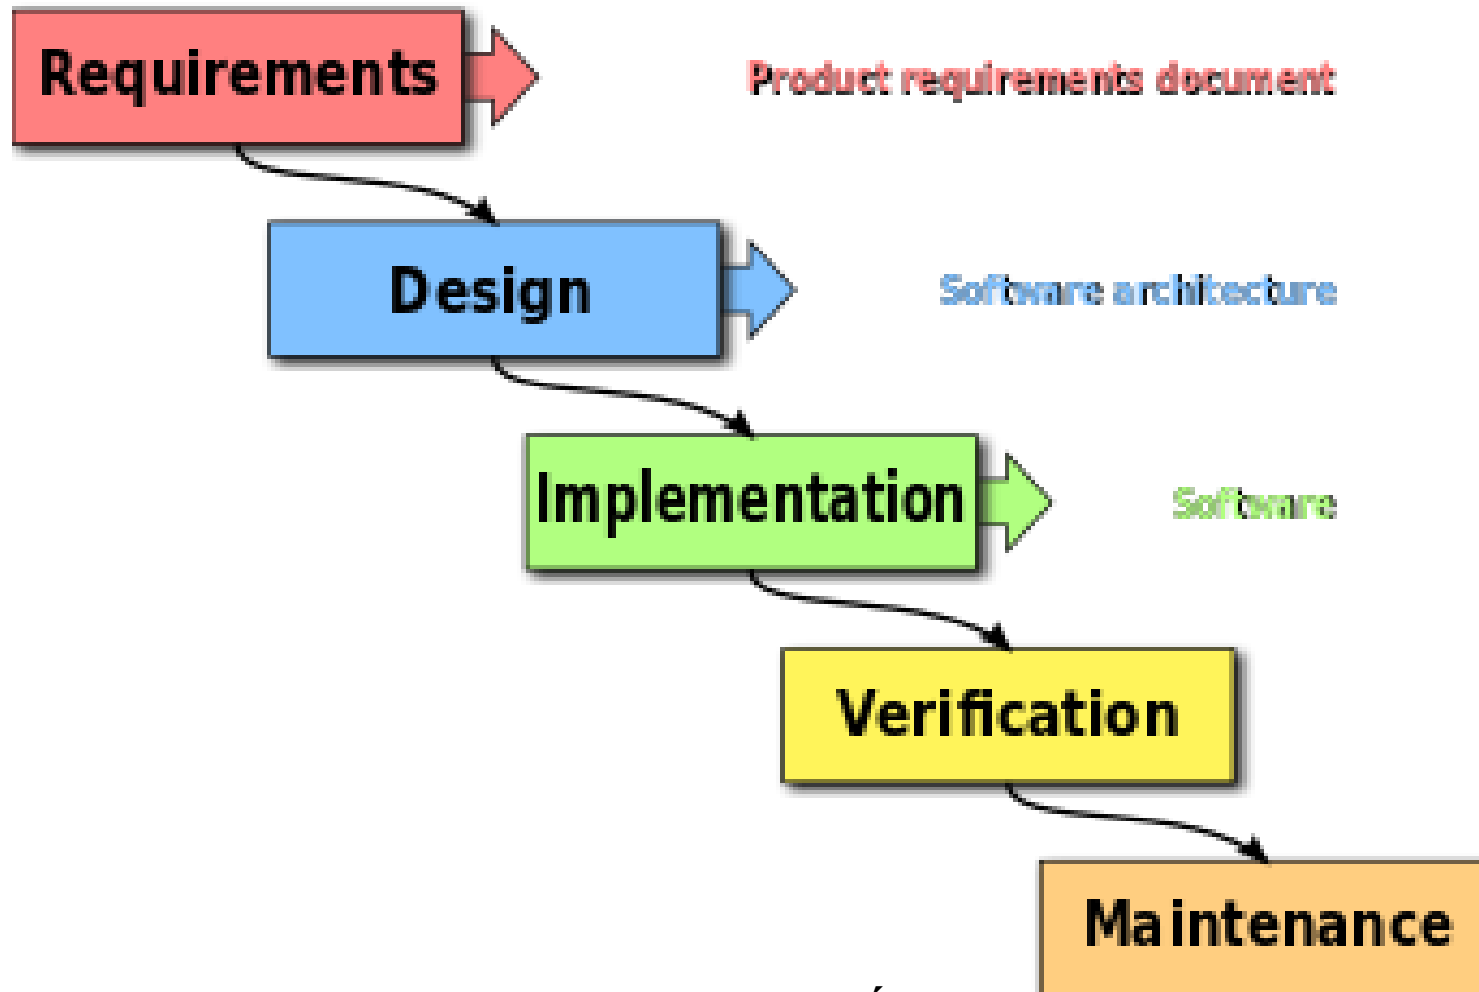 Requirements
Product requirements document
Design
Software architecture
Implementation
Software
Verification
Maintenance